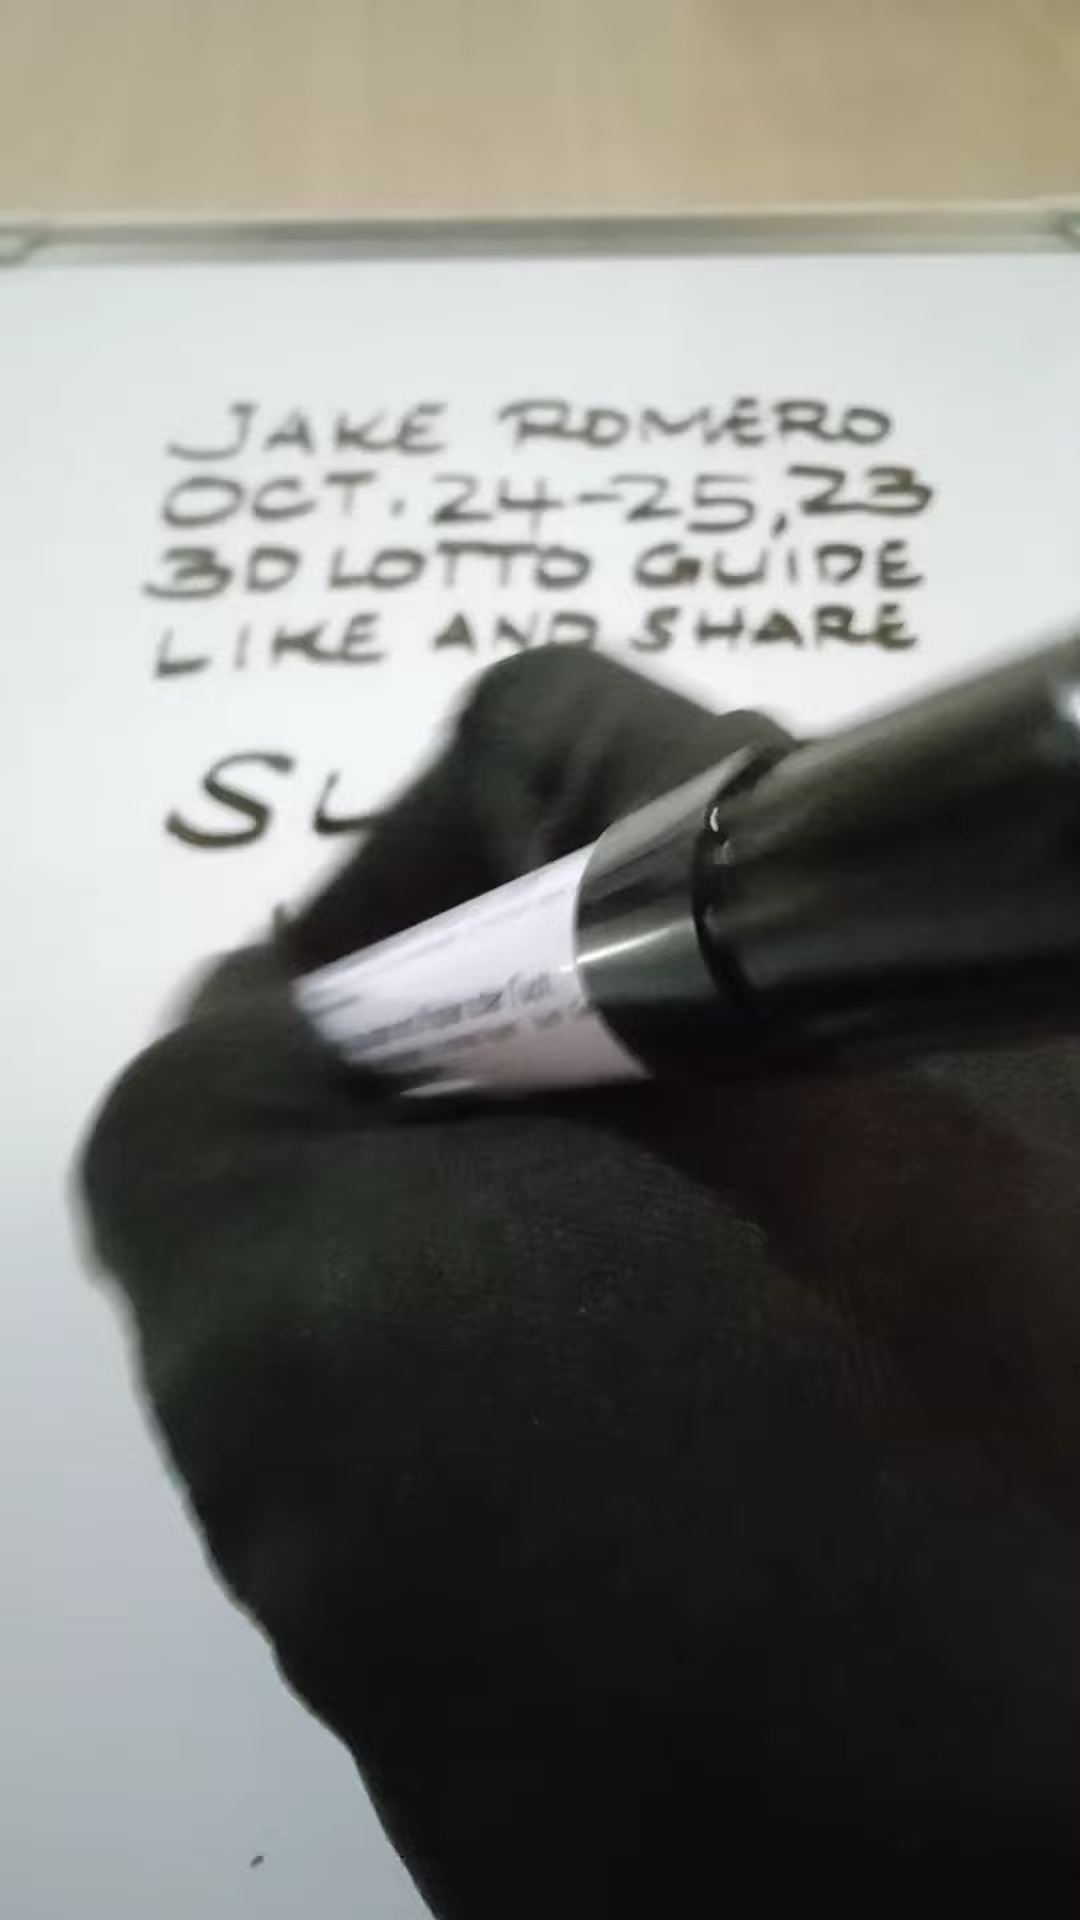 JAKE ROMERO
OCT. 24-25,23
3D LOTTO GUIDE
LIKE AND SHARE